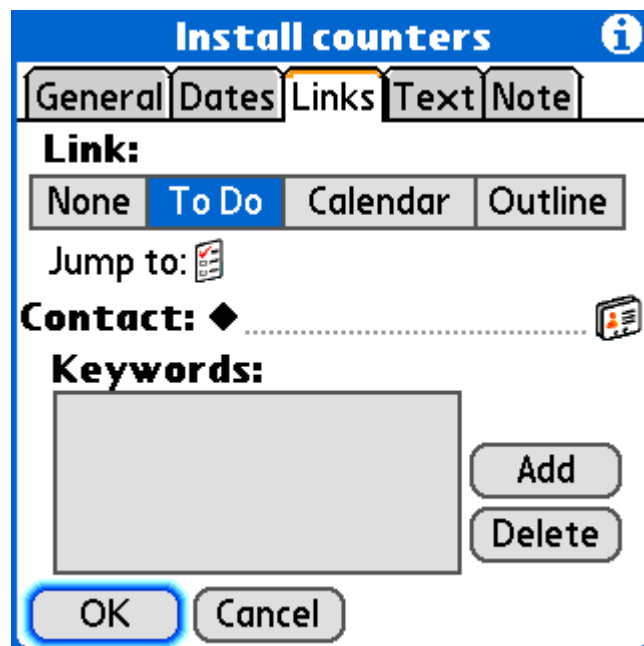 Install counters
General Dates Links Text Note
Link:
None To Do Calendar Outline
Jump to:
Contact:
Keywords:
Add
Delete
OK Cancel